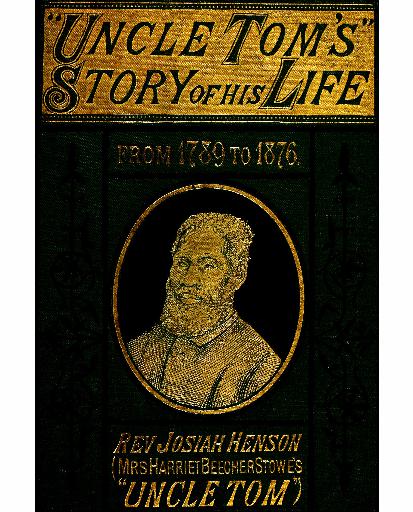 "UNCLE TOM'S"
STORY OF HIS LIFE
FROM 1789 TO 1876.
REV JOSIAH HENSON
(MRS HARRIET BEECHER STOWE'S
"UNCLE TOM")